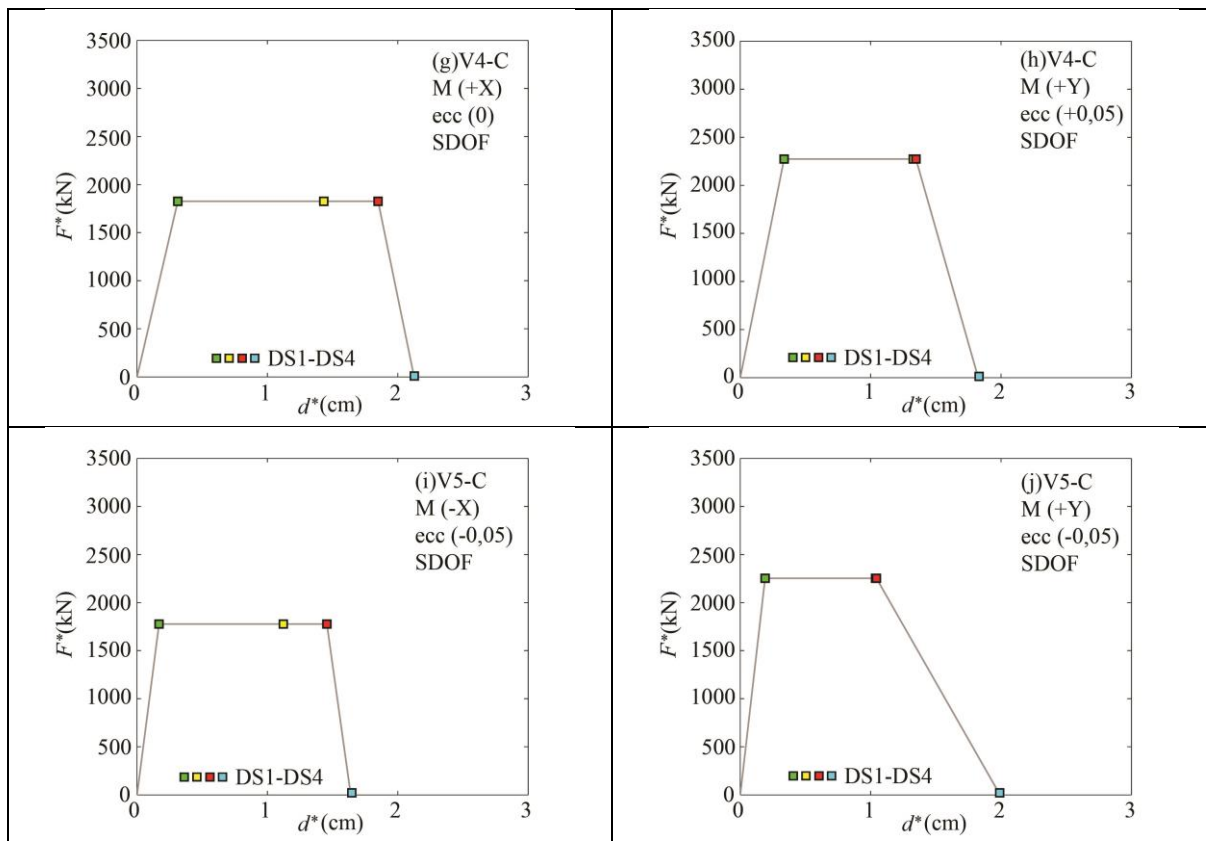 3500
3000
2500
2000
1500
1000
500
0
F*(kN)
(g)V4-C
M (+X)
ecc (0)
SDOF
DS1-DS4
0 1 2 3
d*(cm)
3500
3000
2500
2000
1500
1000
500
0
F*(kN)
(h)V4-C
M (+Y)
ecc (+0,05)
SDOF
DS1-DS4
0 1 2 3
d*(cm)
3500
3000
2500
2000
1500
1000
500
0
F*(kN)
(i)V5-C
M (-X)
ecc (-0,05)
SDOF
DS1-DS4
0 1 2 3
d*(cm)
3500
3000
2500
2000
1500
1000
500
0
F*(kN)
(j)V5-C
M (+Y)
ecc (-0,05)
SDOF
DS1-DS4
0 1 2 3
d*(cm)